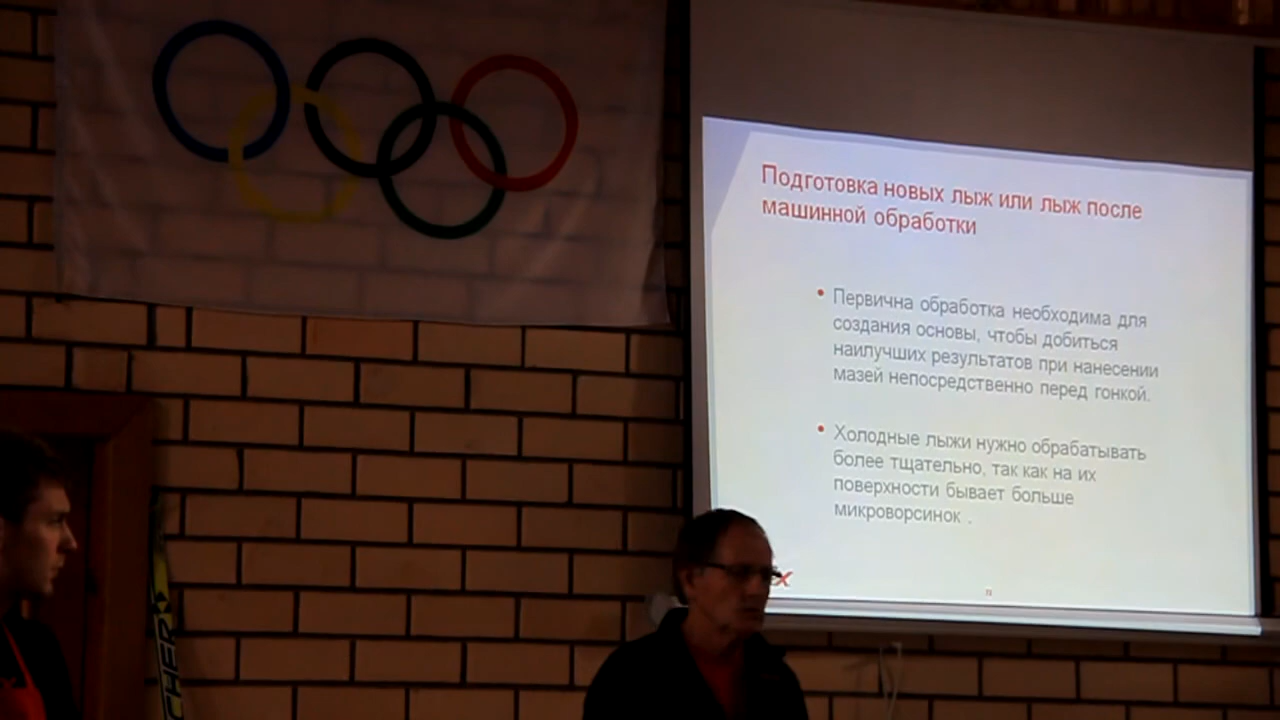 Подготовка новых лыж или лыж после
машинной обработки
• Первична обработка необходима для
создания основы, чтобы добиться
наилучших результатов при нанесении
мазей непосредственно перед гонкой.
• Холодные лыжи нужно обрабатывать
более тщательно, так как на их
поверхности бывает больше
микроворсинок .